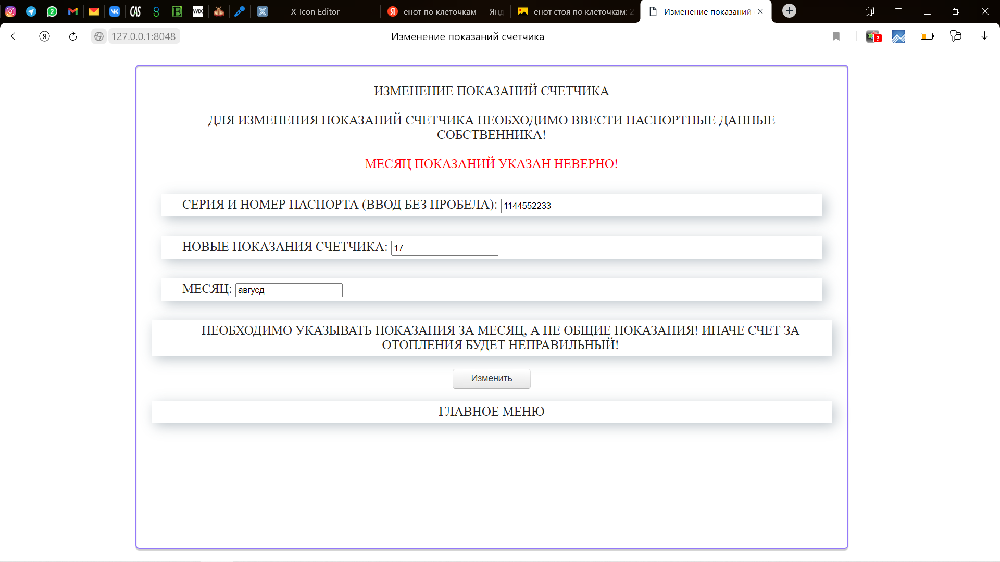 X-Icon Editor
енот по клеточкам — Янд
енот стоя по клеточкам: 2
Изменение показаний
127.0.0.1:8048
Изменение показаний счетчика
ИЗМЕНЕНИЕ ПОКАЗАНИЙ СЧЕТЧИКА
ДЛЯ ИЗМЕНЕНИЯ ПОКАЗАНИЙ СЧЕТЧИКА НЕОБХОДИМО ВВЕСТИ ПАСПОРТНЫЕ ДАННЫЕ
СОБСТВЕННИКА!
МЕСЯЦ ПОКАЗАНИЙ УКАЗАН НЕВЕРНО!
СЕРИЯ И НОМЕР ПАСПОРТА (ВВОД БЕЗ ПРОБЕЛА): 1144552233
НОВЫЕ ПОКАЗАНИЯ СЧЕТЧИКА: 17
МЕСЯЦ: авгусд
НЕОБХОДИМО УКАЗЫВАТЬ ПОКАЗАНИЯ ЗА МЕСЯЦ, А НЕ ОБЩИЕ ПОКАЗАНИЯ! ИНАЧЕ СЧЕТ ЗА
ОТОПЛЕНИЯ БУДЕТ НЕПРАВИЛЬНЫЙ!
Изменить
ГЛАВНОЕ МЕНЮ